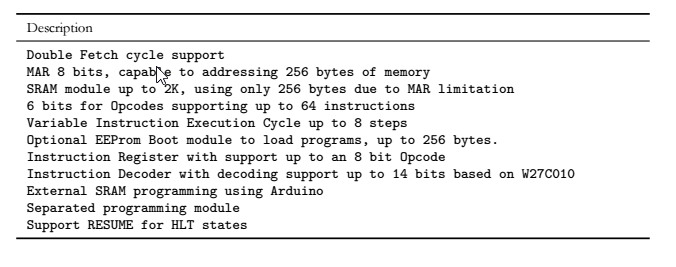 Description
Double Fetch cycle support
MAR 8 bits, capable to addressing 256 bytes of memory
SRAM module up to 2K, using only 256 bytes due to MAR limitation
6 bits for Opcodes supporting up to 64 instructions
Variable Instruction Execution Cycle up to 8 steps
Optional EEProm Boot module to load programs, up to 256 bytes.
Instruction Register with support up to an 8 bit Opcode
Instruction Decoder with decoding support up to 14 bits based on W27C010
External SRAM programming using Arduino
Separated programming module
Support RESUME for HLT states